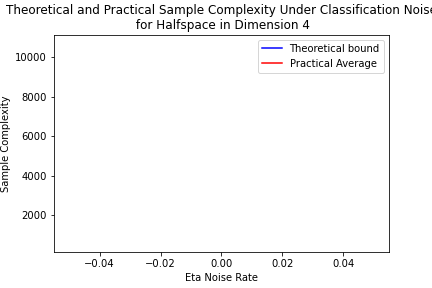 Theoretical and Practical Sample Complexity Under Classification Noise
for Halfspace in Dimension 4
Theoretical bound
Practical Average
10000
8000
6000
4000
2000
Sample Complexity
−0.04 −0.02 0.00 0.02 0.04
Eta Noise Rate